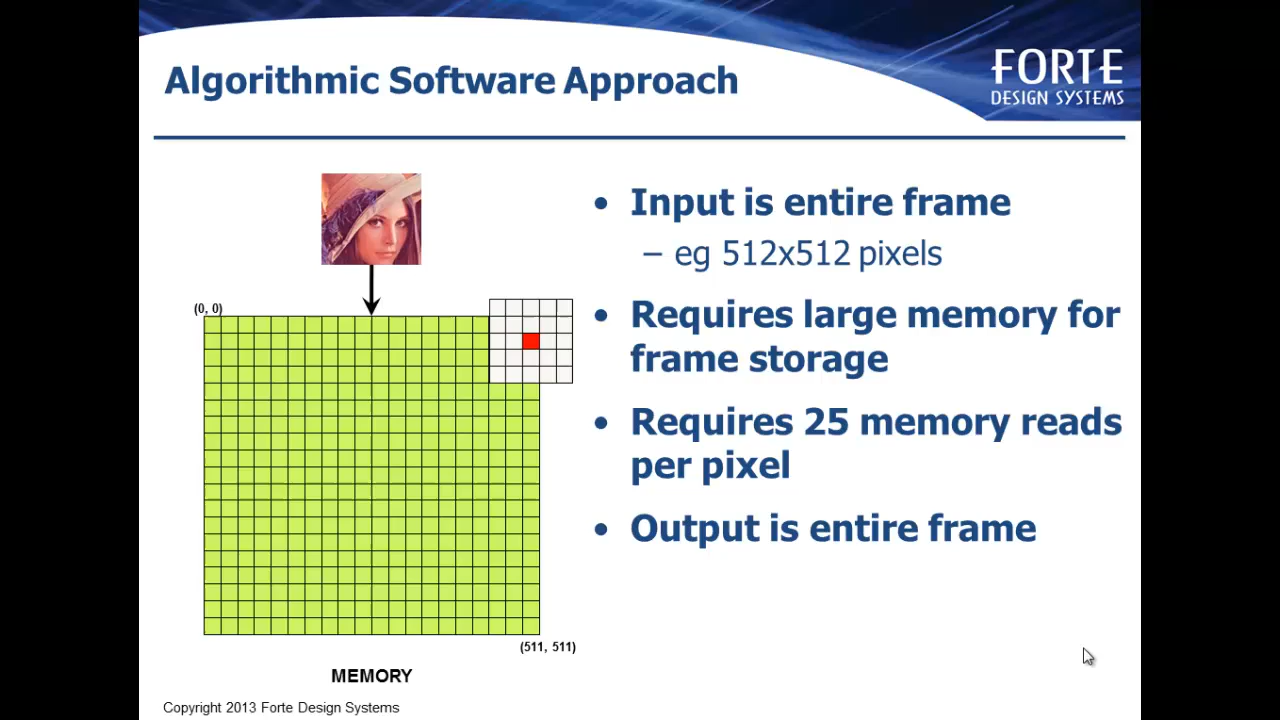 Algorithmic Software Approach
FORTE
DESIGN SYSTEMS
• Input is entire frame
– eg 512x512 pixels
• Requires large memory for
frame storage
• Requires 25 memory reads
per pixel
• Output is entire frame
(0, 0)
(511, 511)
MEMORY
Copyright 2013 Forte Design Systems